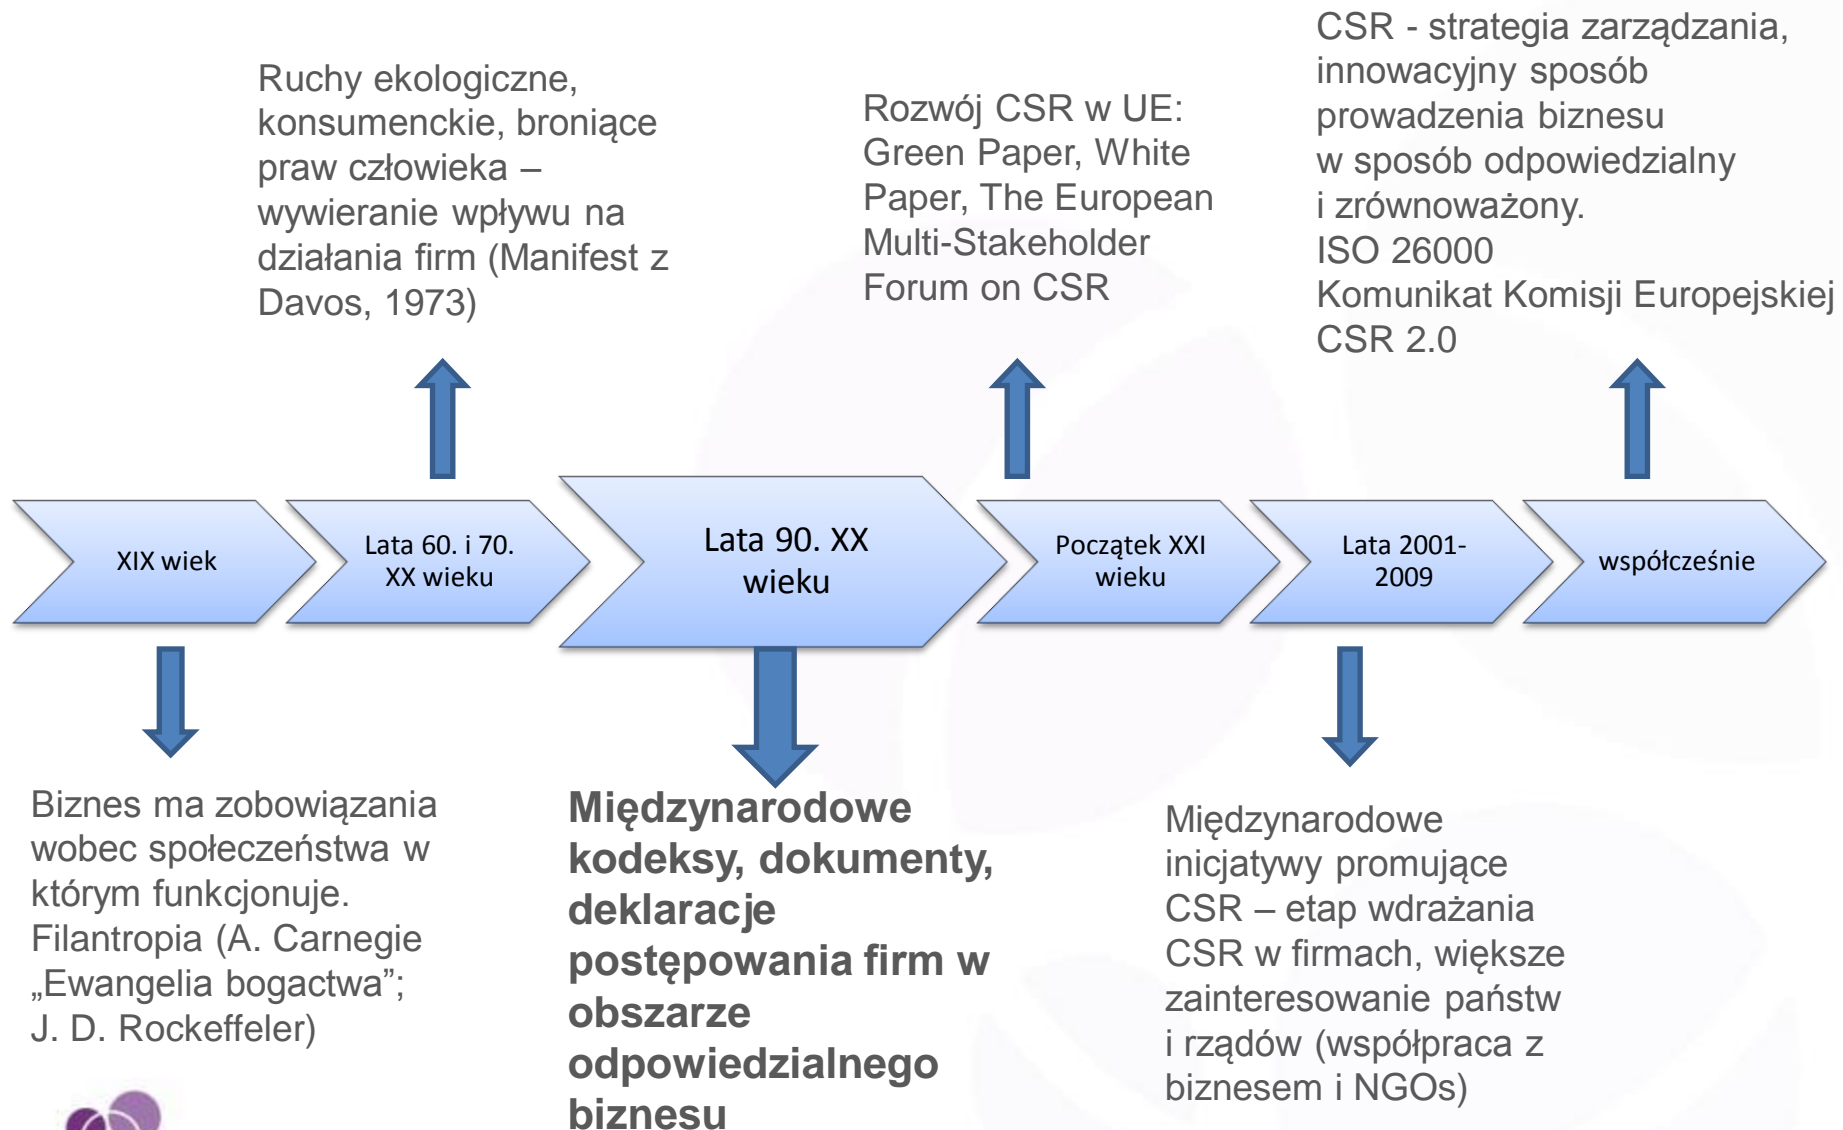 CSR - strategia zarządzania,
innowacyjny sposób
prowadzenia biznesu
w sposób odpowiedzialny
i zrównoważony.
ISO 26000
Komunikat Komisji Europejskiej
CSR 2.0
Ruchy ekologiczne,
konsumenckie, broniące
praw człowieka –
wywieranie wpływu na
działania firm (Manifest z
Davos, 1973)
Rozwój CSR w UE:
Green Paper, White
Paper, The European
Multi-Stakeholder
Forum on CSR
XIX wiek
Lata 60. i 70.
XX wieku
Lata 90. XX
wieku
Początek XXI
wieku
Lata 2001-
2009
współcześnie
Biznes ma zobowiązania
wobec społeczeństwa w
którym funkcjonuje.
Filantropia (A. Carnegie
„Ewangelia bogactwa”;
J. D. Rockeffeler)
Międzynarodowe
kodeksy, dokumenty,
deklaracje
postępowania firm w
obszarze
odpowiedzialnego
biznesu
Międzynarodowe
inicjatywy promujące
CSR – etap wdrażania
CSR w firmach, większe
zainteresowanie państw
i rządów (współpraca z
biznesem i NGOs)